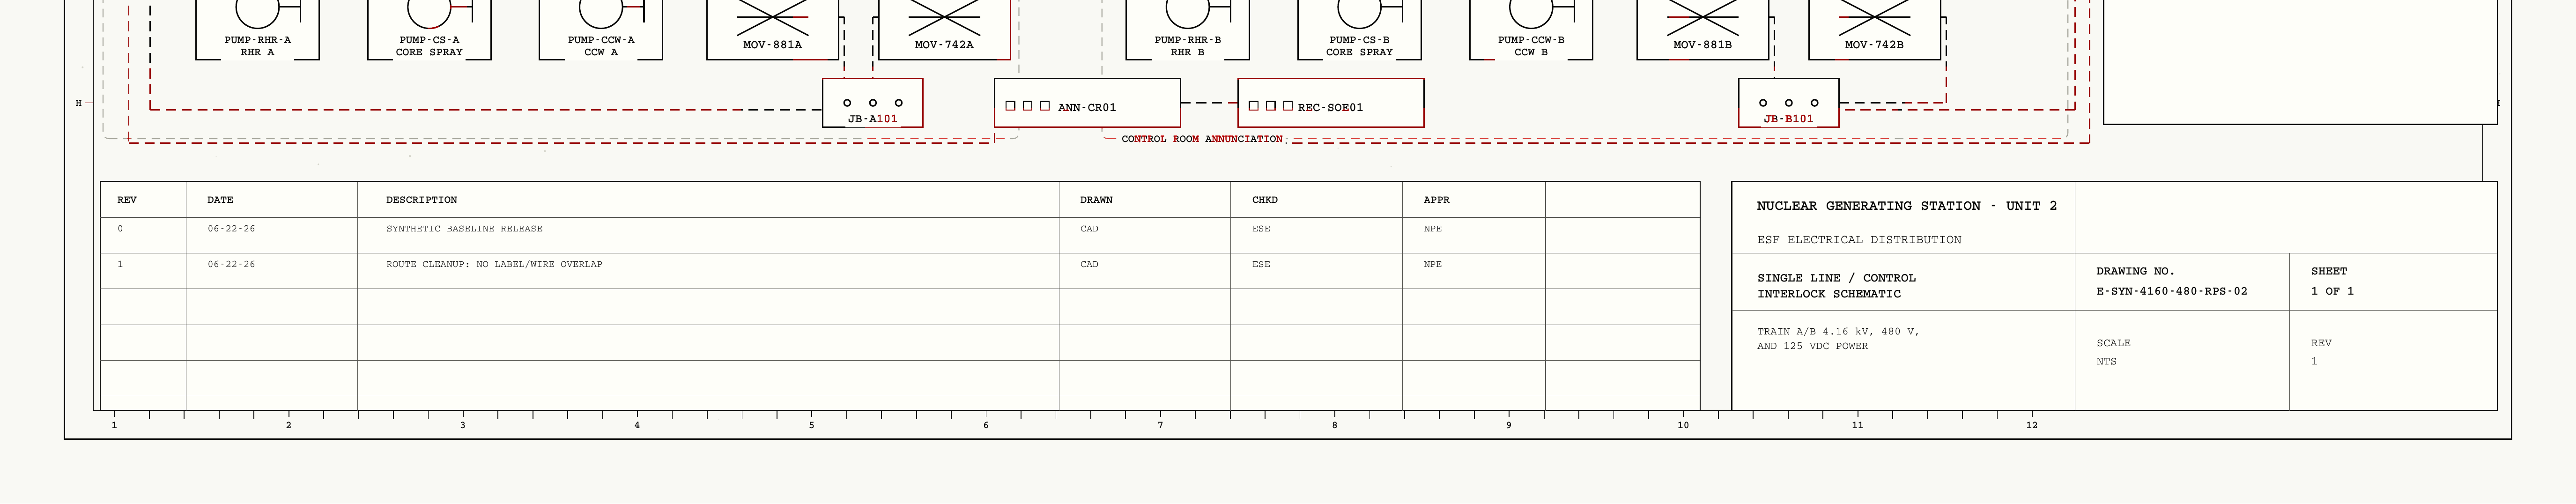 PUMP-RHR-A
RHR A
PUMP-CS-A
CORE SPRAY
PUMP-CCW-A
CCW A
MOV-881A
MOV-742A
PUMP-RHR-B
RHR B
PUMP-CS-B
CORE SPRAY
PUMP-CCW-B
CCW B
MOV-881B
MOV-742B
H
JB-A101
ANN-CR01
REC-SOE01
JB-B101
CONTROL ROOM ANNUNCIATION
REV DATE DESCRIPTION DRAWN CHKD APPR
0 06-22-26 SYNTHETIC BASELINE RELEASE CAD ESE NPE
1 06-22-26 ROUTE CLEANUP: NO LABEL/WIRE OVERLAP CAD ESE NPE
NUCLEAR GENERATING STATION - UNIT 2
ESF ELECTRICAL DISTRIBUTION
SINGLE LINE / CONTROL
INTERLOCK SCHEMATIC
DRAWING NO.
E-SYN-4160-480-RPS-02
SHEET
1 OF 1
TRAIN A/B 4.16 kV, 480 V,
AND 125 VDC POWER
SCALE
NTS
REV
1
1 2 3 4 5 6 7 8 9 10 11 12